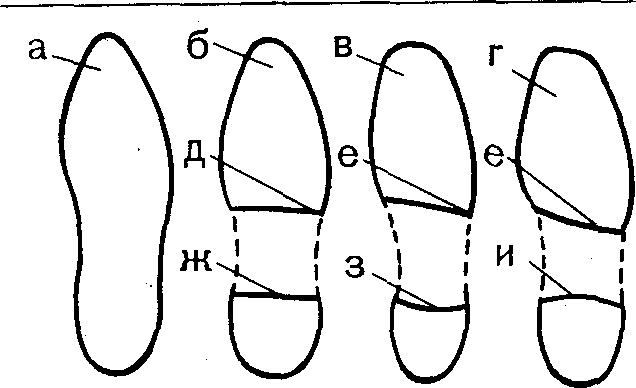 а б в г
д е е
ж з и